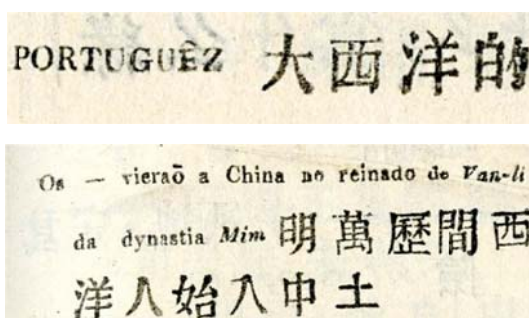 PORTUGUÊZ 大西洋的
Os — vieraõ a China no reinado de Van-li
da dynastia Mim 明萬歷間西
洋人始入中土